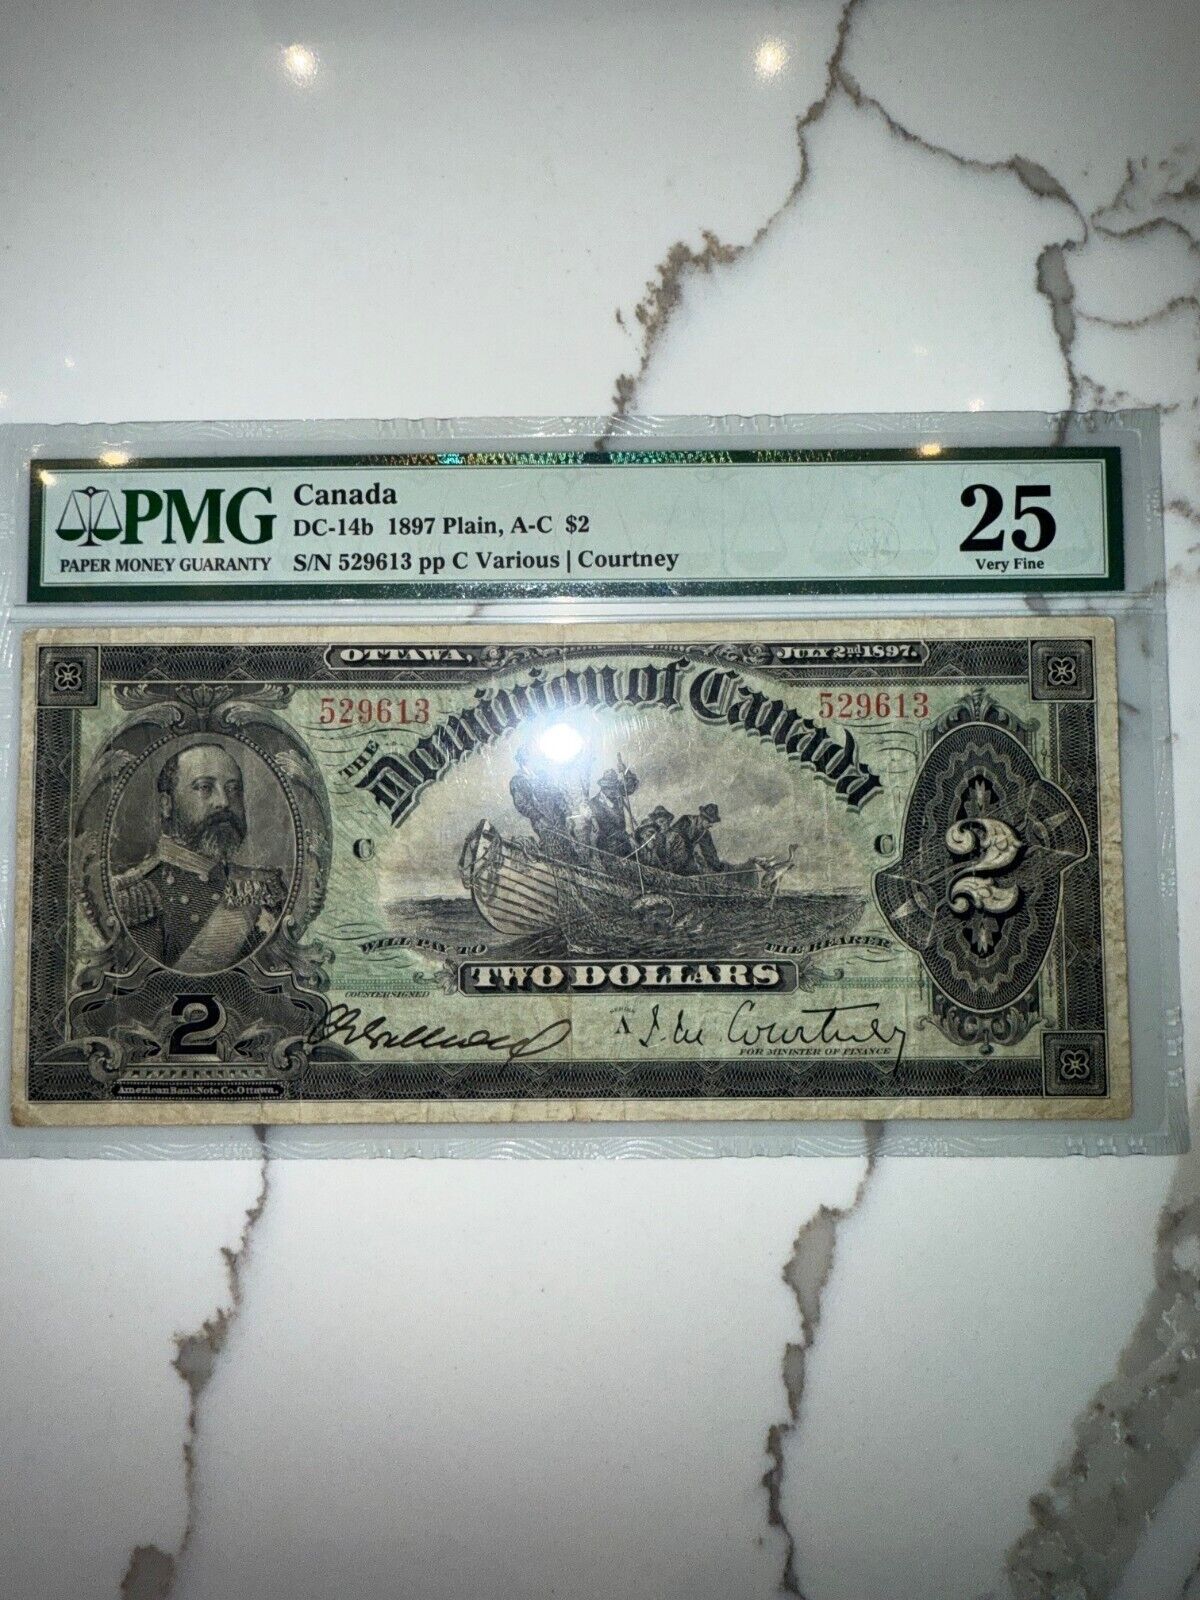 PMG
PAPER MONEY GUARANTY
Canada
DC-14b 1897 Plain, A-C $2
S/N 529613 pp C Various | Courtney
25
Very Fine
OTTAWA, JULY 2nd 1897.
529613 529613
THE Dominion of Canada
C C
WILL PAY TO THE BEARER
TWO DOLLARS
2
2
COUNTERSIGNED
SERIES
A J. M. Courtney
FOR MINISTER OF FINANCE
American Bank Note Co. Ottawa.